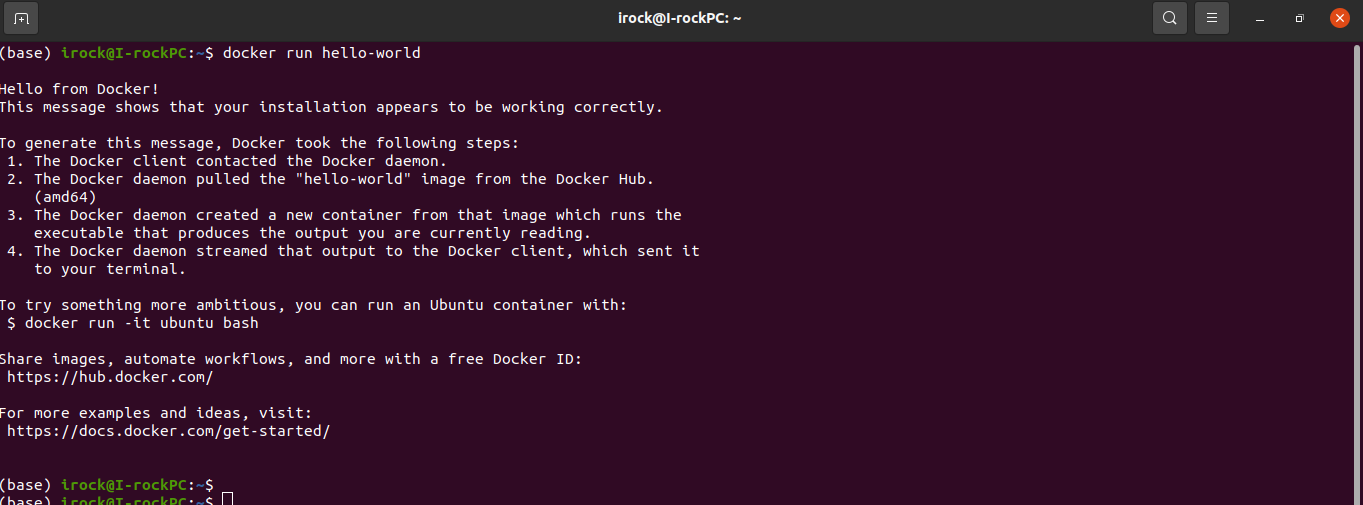 irock@I-rockPC: ~
(base) irock@I-rockPC:~$ docker run hello-world
Hello from Docker!
This message shows that your installation appears to be working correctly.
To generate this message, Docker took the following steps:
1. The Docker client contacted the Docker daemon.
2. The Docker daemon pulled the "hello-world" image from the Docker Hub.
(amd64)
3. The Docker daemon created a new container from that image which runs the
executable that produces the output you are currently reading.
4. The Docker daemon streamed that output to the Docker client, which sent it
to your terminal.
To try something more ambitious, you can run an Ubuntu container with:
$ docker run -it ubuntu bash
Share images, automate workflows, and more with a free Docker ID:
https://hub.docker.com/
For more examples and ideas, visit:
https://docs.docker.com/get-started/
(base) irock@I-rockPC:~$
(base) irock@I-rockPC:~$